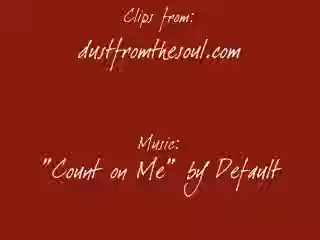 Clips from:
dustfromthesoul.com
Music:
"Count on Me" by Default